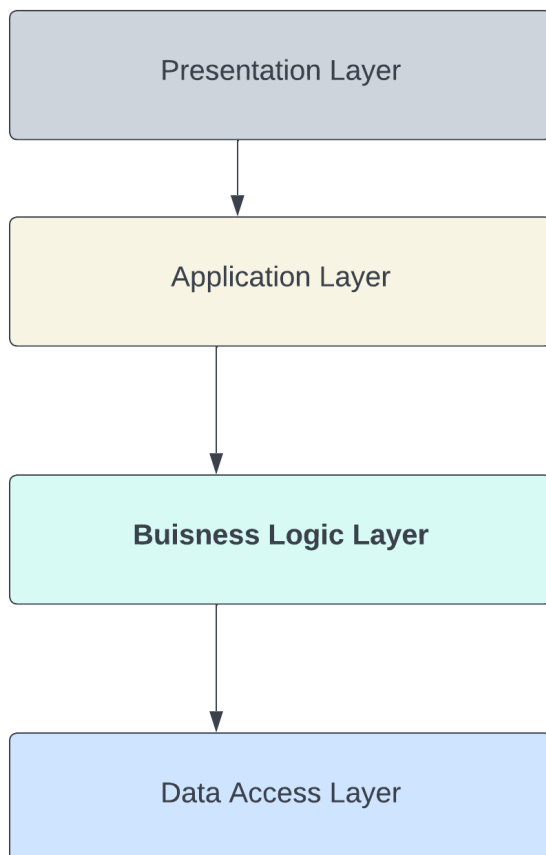 Presentation Layer
Application Layer
Buisness Logic Layer
Data Access Layer